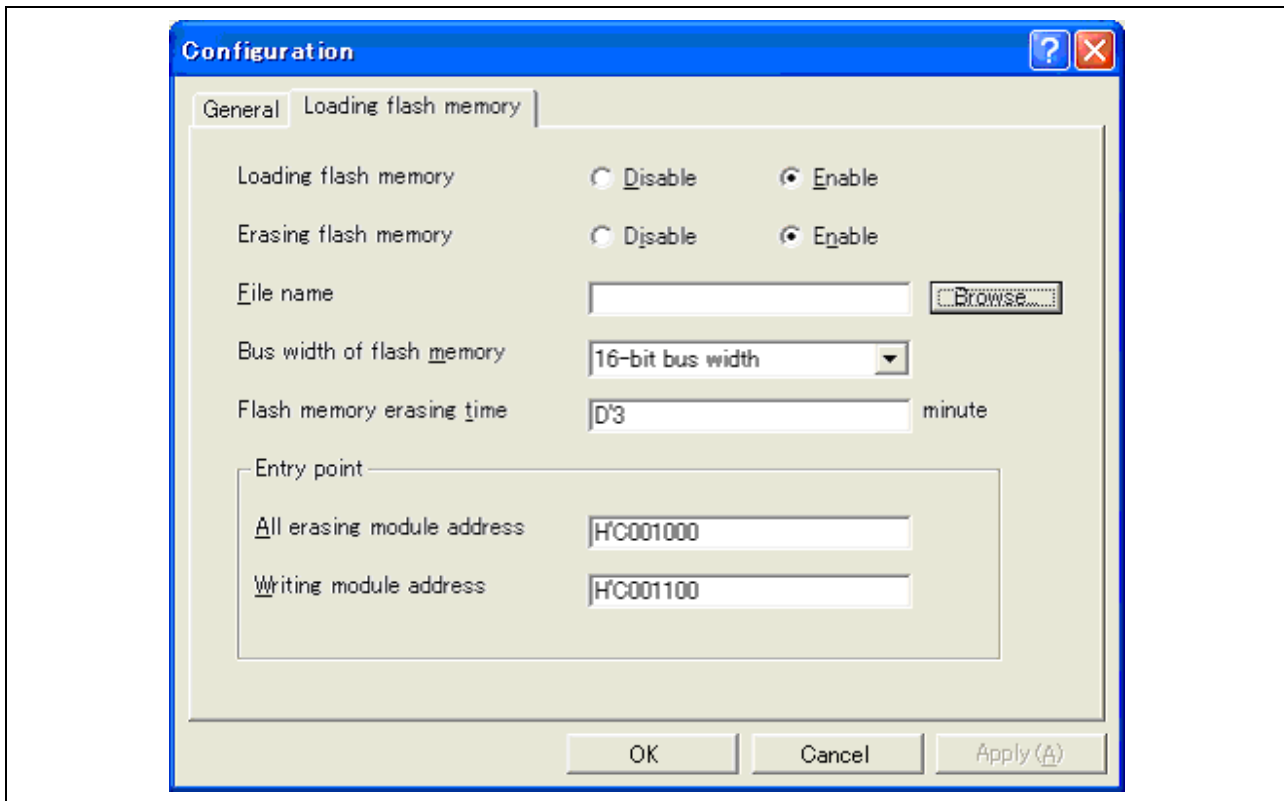 Configuration
General Loading flash memory
Loading flash memory Disable Enable
Erasing flash memory Disable Enable
File name Browse...
Bus width of flash memory 16-bit bus width
Flash memory erasing time D'3 minute
Entry point
All erasing module address H'C001000
Writing module address H'C001100
OK Cancel Apply(A)